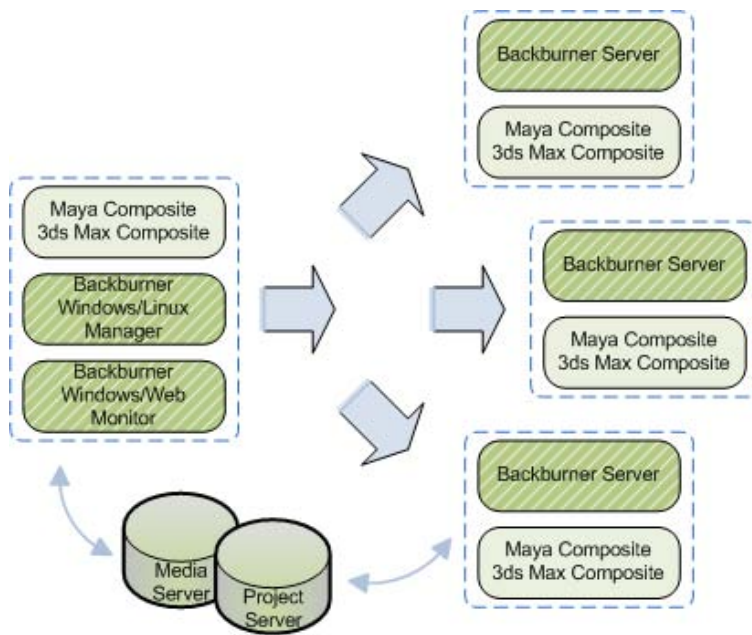 Maya Composite
3ds Max Composite
Backburner
Windows/Linux
Manager
Backburner
Windows/Web
Monitor
Media
Server
Project
Server
Backburner Server
Maya Composite
3ds Max Composite
Backburner Server
Maya Composite
3ds Max Composite
Backburner Server
Maya Composite
3ds Max Composite